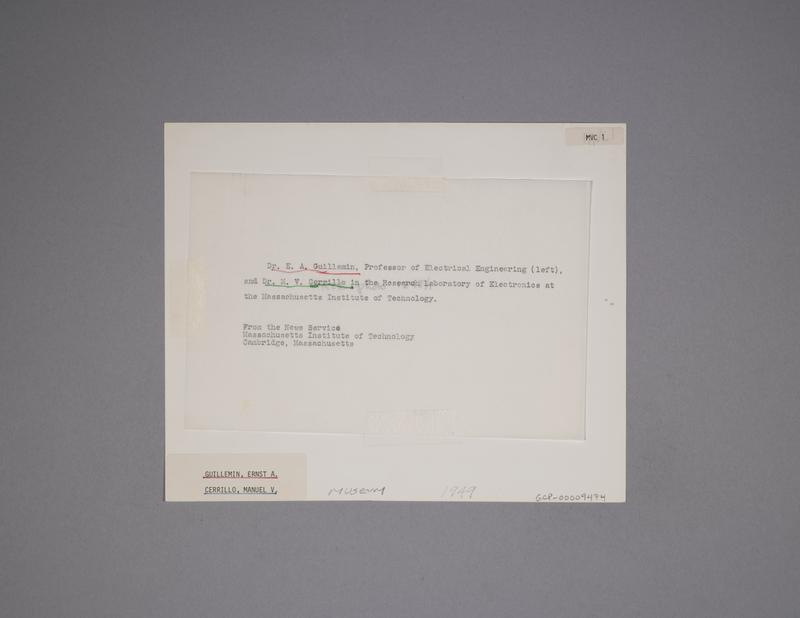 MVC 1
Dr. E. A. Guillemin, Professor of Electrical Engineering (left),
and Dr. M. V. Cerrillo in the Research Laboratory of Electronics at
the Massachusetts Institute of Technology.
From the News Service
Massachusetts Institute of Technology
Cambridge, Massachusetts
GUILLEMIN, ERNST A.
CERRILLO, MANUEL V.
MUSEUM 1949 GCP-00009474